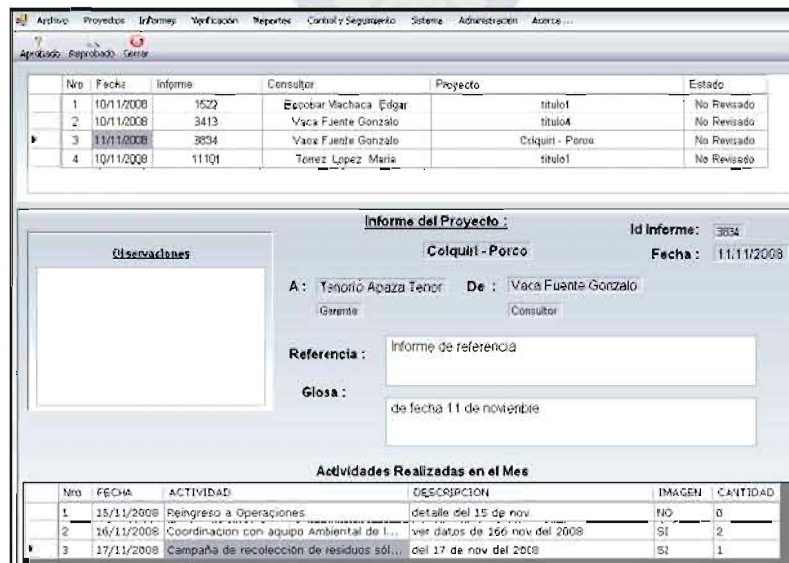 Archivo Proyectos Informes Verificación Reportes Control y Seguimiento Sistema Administración Acerca ...
Aprobado Reprobado Cerrar
Nro Fecha Informe Consultor Proyecto Estado
1 10/11/2008 1522 Escobar Machaca Edgar titulo1 No Revisado
2 10/11/2008 3413 Vaca Fuente Gonzalo titulo4 No Revisado
3 11/11/2008 3834 Vaca Fuente Gonzalo Colquiri - Porco No Revisado
4 10/11/2008 11101 Torrez Lopez Maria titulo1 No Revisado
Informe del Proyecto :
Id Informe: 3834
Observaciones
Colquiri - Porco
Fecha : 11/11/2008
A : Tenorio Apaza Tenor De : Vaca Fuente Gonzalo
Gerente Consultor
Referencia : Informe de referencia
Glosa :
de fecha 11 de noviembre
Actividades Realizadas en el Mes
Nro FECHA ACTIVIDAD DESCRIPCION IMAGEN CANTIDAD
1 15/11/2008 Reingreso a Operaciones detalle del 15 de nov NO 0
2 16/11/2008 Coordinacion con aquipo Ambiental de l... ver datos de 166 nov del 2008 SI 2
3 17/11/2008 Campaña de recolección de residuos sól... del 17 de nov del 2008 SI 1